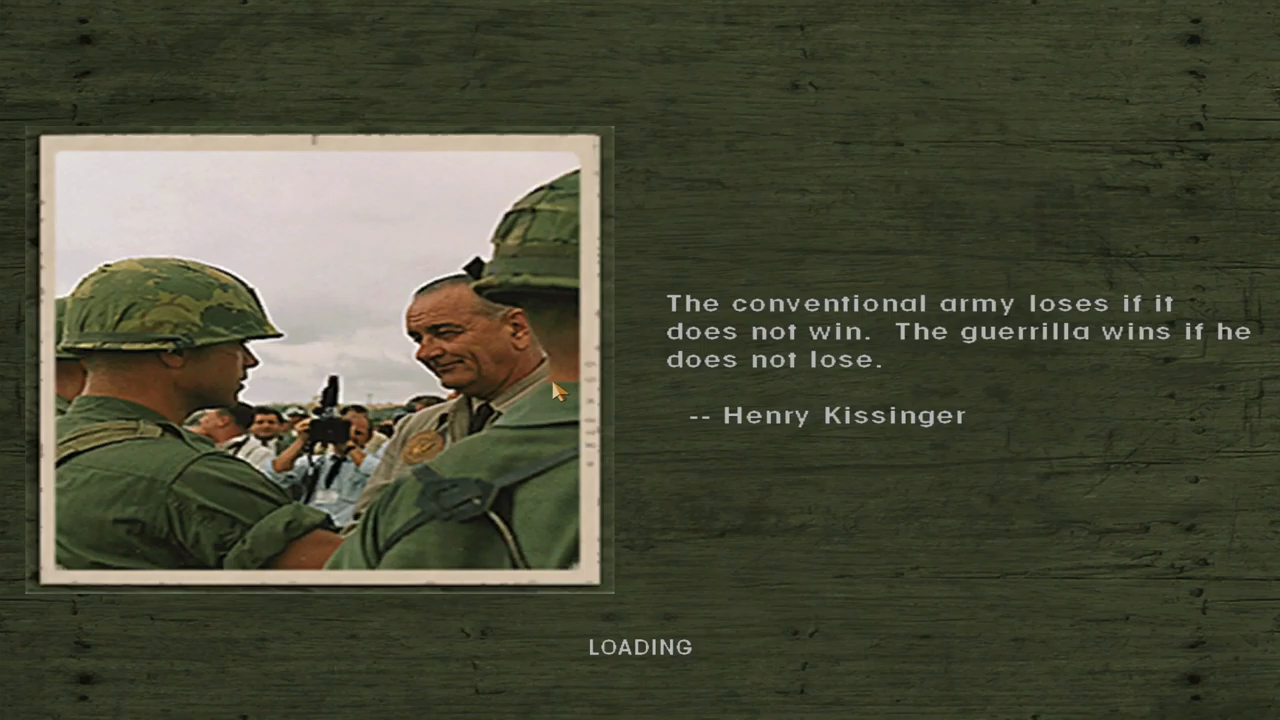 The conventional army loses if it
does not win.  The guerrilla wins if he
does not lose.
-- Henry Kissinger
LOADING